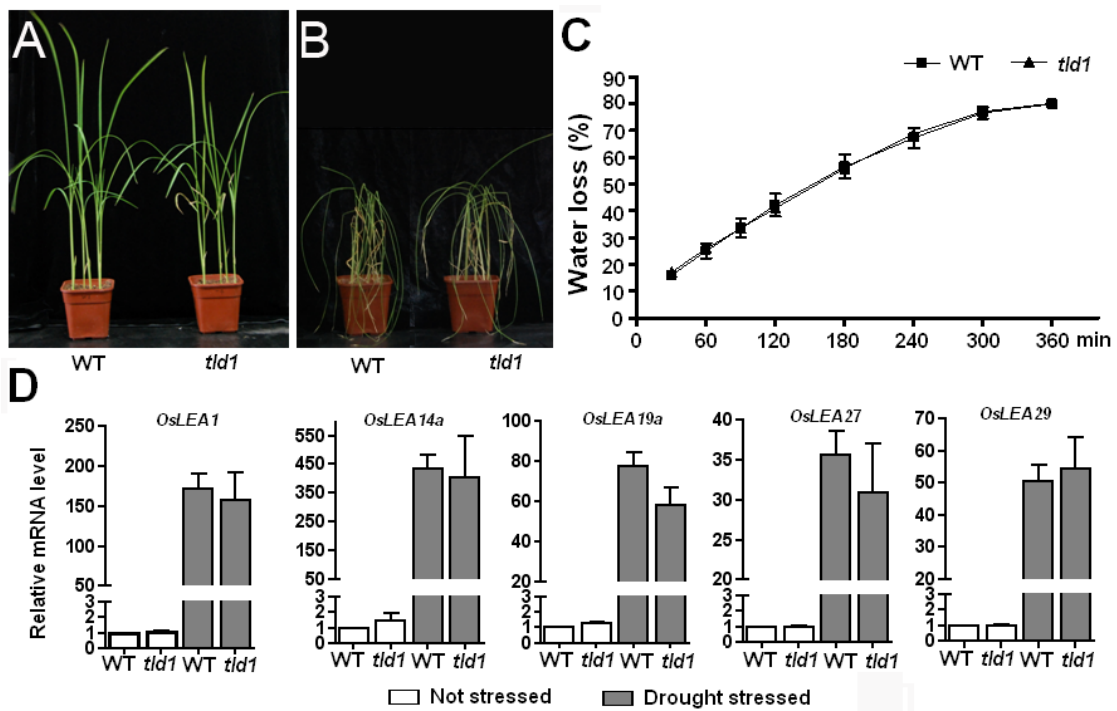 A
B
C
WT
tld1
90
80
70
60
50
40
30
20
10
0
Water loss (%)
0 60 120 180 240 300 360 min
WT tld1
WT tld1
D
OsLEA1
OsLEA14a
OsLEA19a
OsLEA27
OsLEA29
Relative mRNA level
250
200
150
100
50
3
2
1
0
550
450
350
250
150
50
3
2
1
0
100
80
60
40
20
3
2
1
0
40
35
30
25
20
3
2
1
0
70
60
50
40
30
20
3
2
1
0
WT tld1 WT tld1
WT tld1 WT tld1
WT tld1 WT tld1
WT tld1 WT tld1
WT tld1 WT tld1
Not stressed
Drought stressed